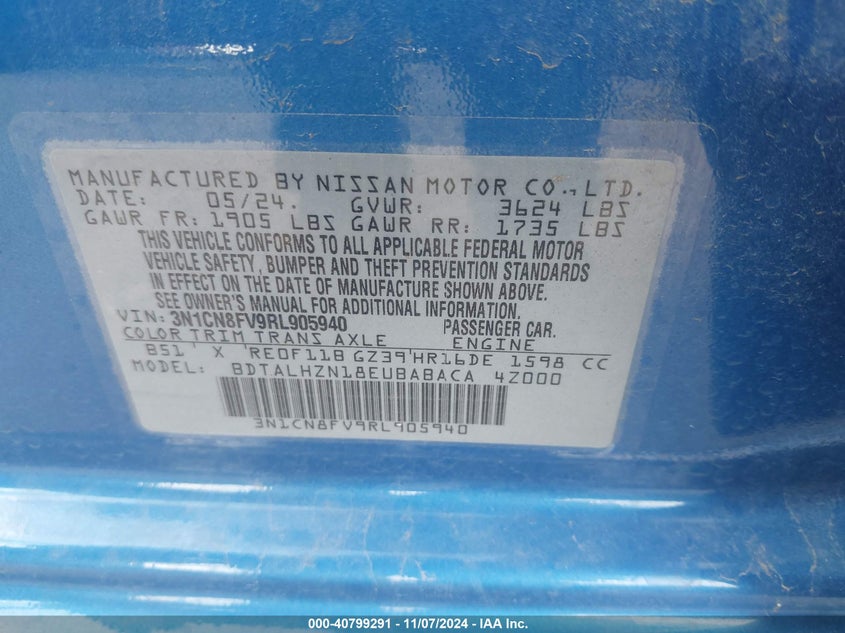 MANUFACTURED BY NISSAN MOTOR CO., LTD.
DATE: 05/24. GVWR: 3624 LBS
GAWR FR: 1905 LBS GAWR RR: 1735 LBS
THIS VEHICLE CONFORMS TO ALL APPLICABLE FEDERAL MOTOR
VEHICLE SAFETY, BUMPER AND THEFT PREVENTION STANDARDS
IN EFFECT ON THE DATE OF MANUFACTURE SHOWN ABOVE.
SEE OWNER'S MANUAL FOR ADDITIONAL INFORMATION.
VIN: 3N1CN8FV9RL905940 PASSENGER CAR.
COLOR TRIM TRANS AXLE ENGINE
B51 X RE0F11B GZ39 HR16DE 1598 CC
MODEL: BDTALHZN18EUBABACA 4Z000
3N1CN8FV9RL905940
000-40799291 - 11/07/2024 - IAA Inc.